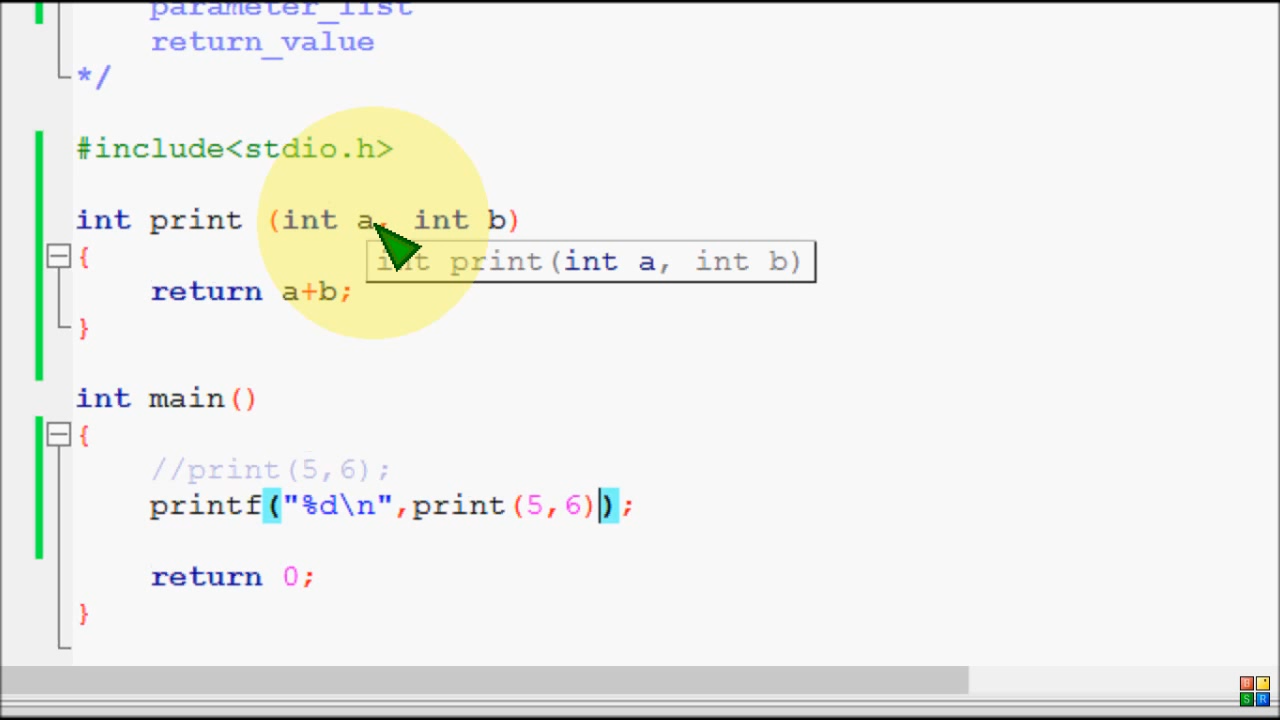 parameter_list
return_value
*/
#include<stdio.h>
int print (int a, int b)
{
int print(int a, int b)
return a+b;
}
int main()
{
//print(5,6);
printf("%d\n",print(5,6));
return 0;
}